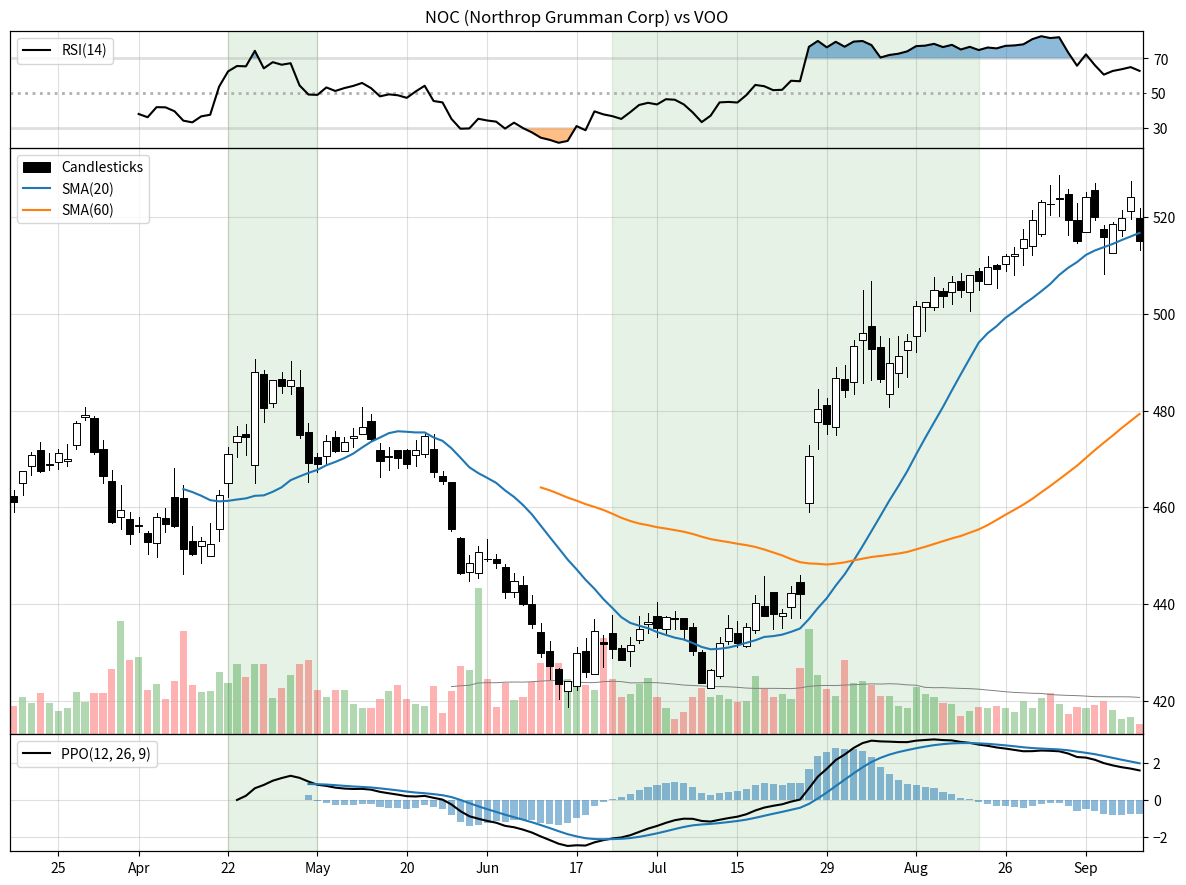 NOC (Northrop Grumman Corp) vs VOO
RSI(14)
70
50
30
Candlesticks
SMA(20)
SMA(60)
520
500
480
460
440
420
PPO(12, 26, 9)
2
0
−2
25 Apr 22 May 20 Jun 17 Jul 15 29 Aug 26 Sep